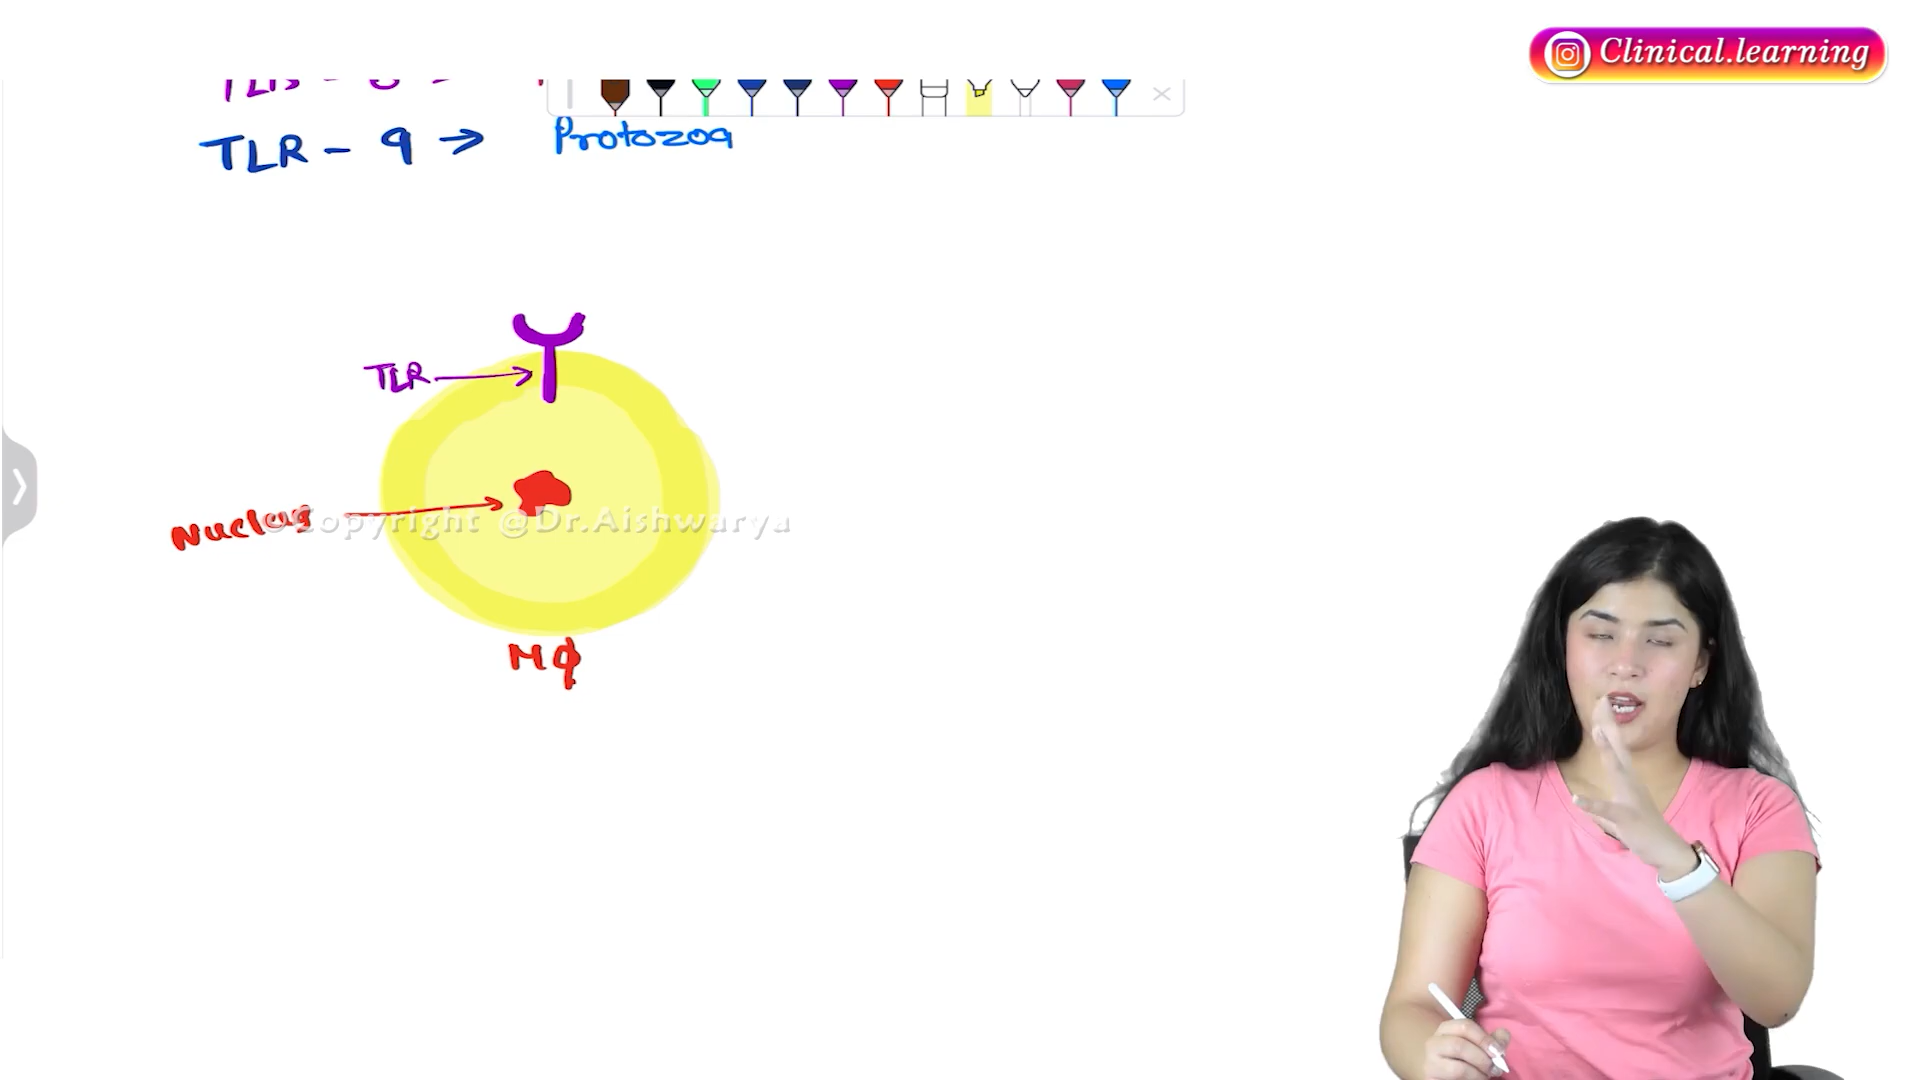 Clinical.learning
TLR - 9 → Protozoa
TLR
Nucleus
©Copyright @Dr.Aishwarya
Mϕ